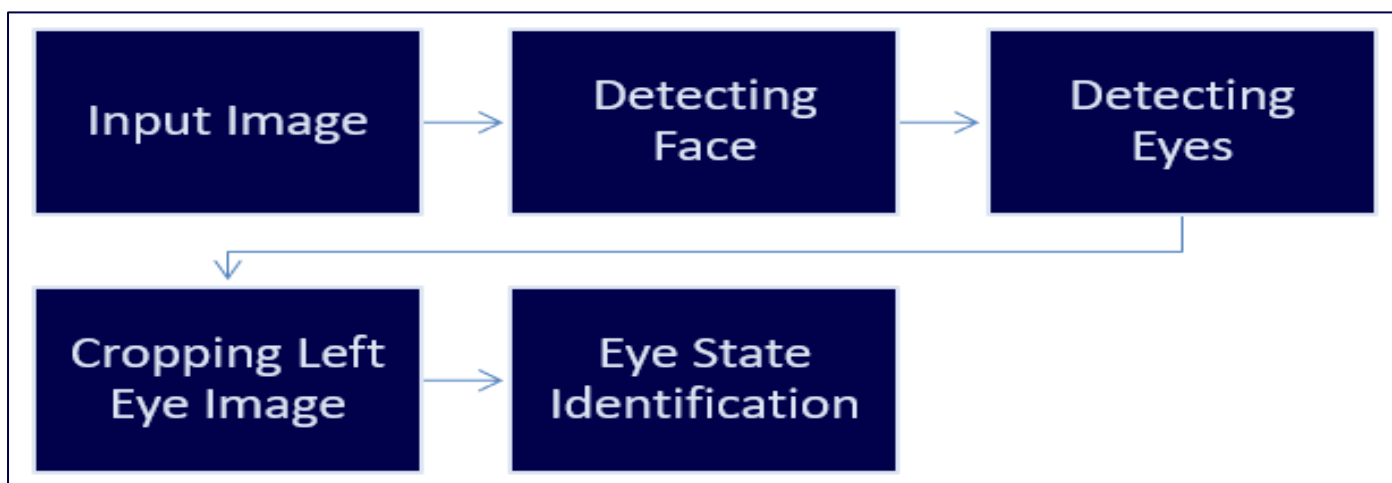 Input Image
Detecting
Face
Detecting
Eyes
Cropping Left
Eye Image
Eye State
Identification